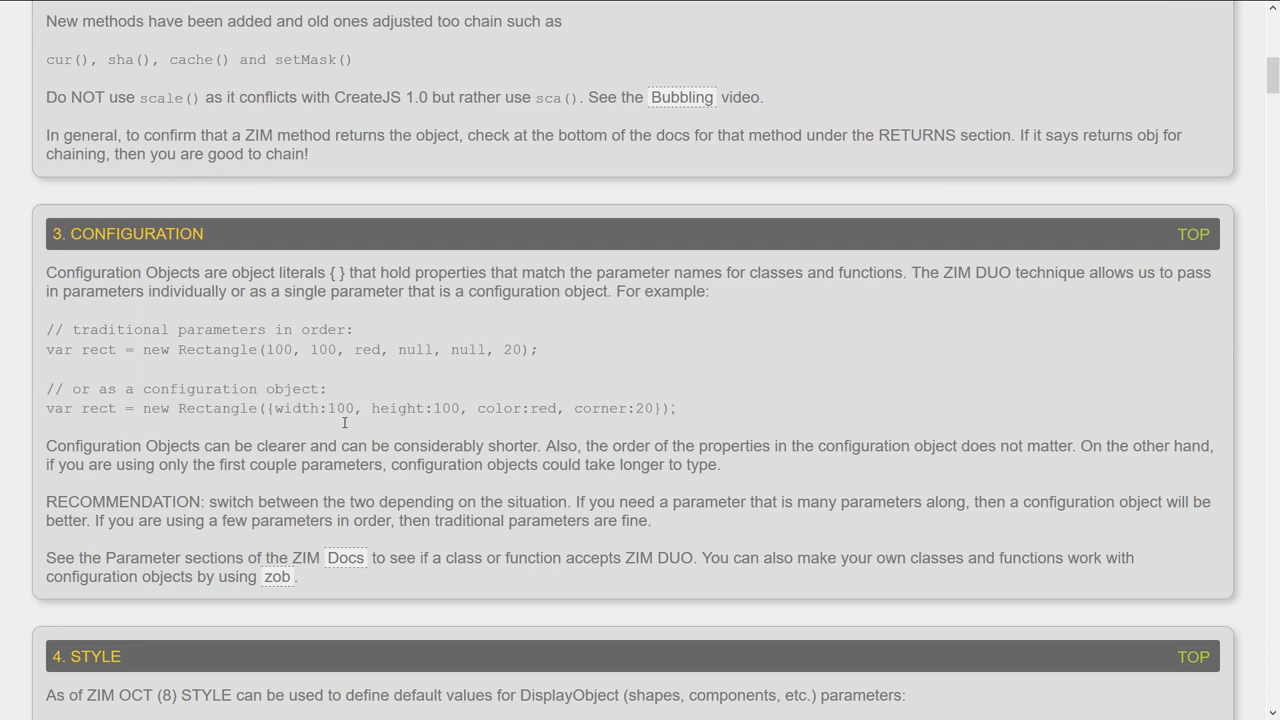 New methods have been added and old ones adjusted too chain such as
cur(), sha(), cache() and setMask()
Do NOT use scale() as it conflicts with CreateJS 1.0 but rather use sca(). See the Bubbling video.
In general, to confirm that a ZIM method returns the object, check at the bottom of the docs for that method under the RETURNS section. If it says returns obj for
chaining, then you are good to chain!
3. CONFIGURATION TOP
Configuration Objects are object literals { } that hold properties that match the parameter names for classes and functions. The ZIM DUO technique allows us to pass
in parameters individually or as a single parameter that is a configuration object. For example:
// traditional parameters in order:
var rect = new Rectangle(100, 100, red, null, null, 20);
// or as a configuration object:
var rect = new Rectangle({width:100, height:100, color:red, corner:20});
Configuration Objects can be clearer and can be considerably shorter. Also, the order of the properties in the configuration object does not matter. On the other hand,
if you are using only the first couple parameters, configuration objects could take longer to type.
RECOMMENDATION: switch between the two depending on the situation. If you need a parameter that is many parameters along, then a configuration object will be
better. If you are using a few parameters in order, then traditional parameters are fine.
See the Parameter sections of the ZIM Docs to see if a class or function accepts ZIM DUO. You can also make your own classes and functions work with
configuration objects by using zob.
4. STYLE TOP
As of ZIM OCT (8) STYLE can be used to define default values for DisplayObject (shapes, components, etc.) parameters: